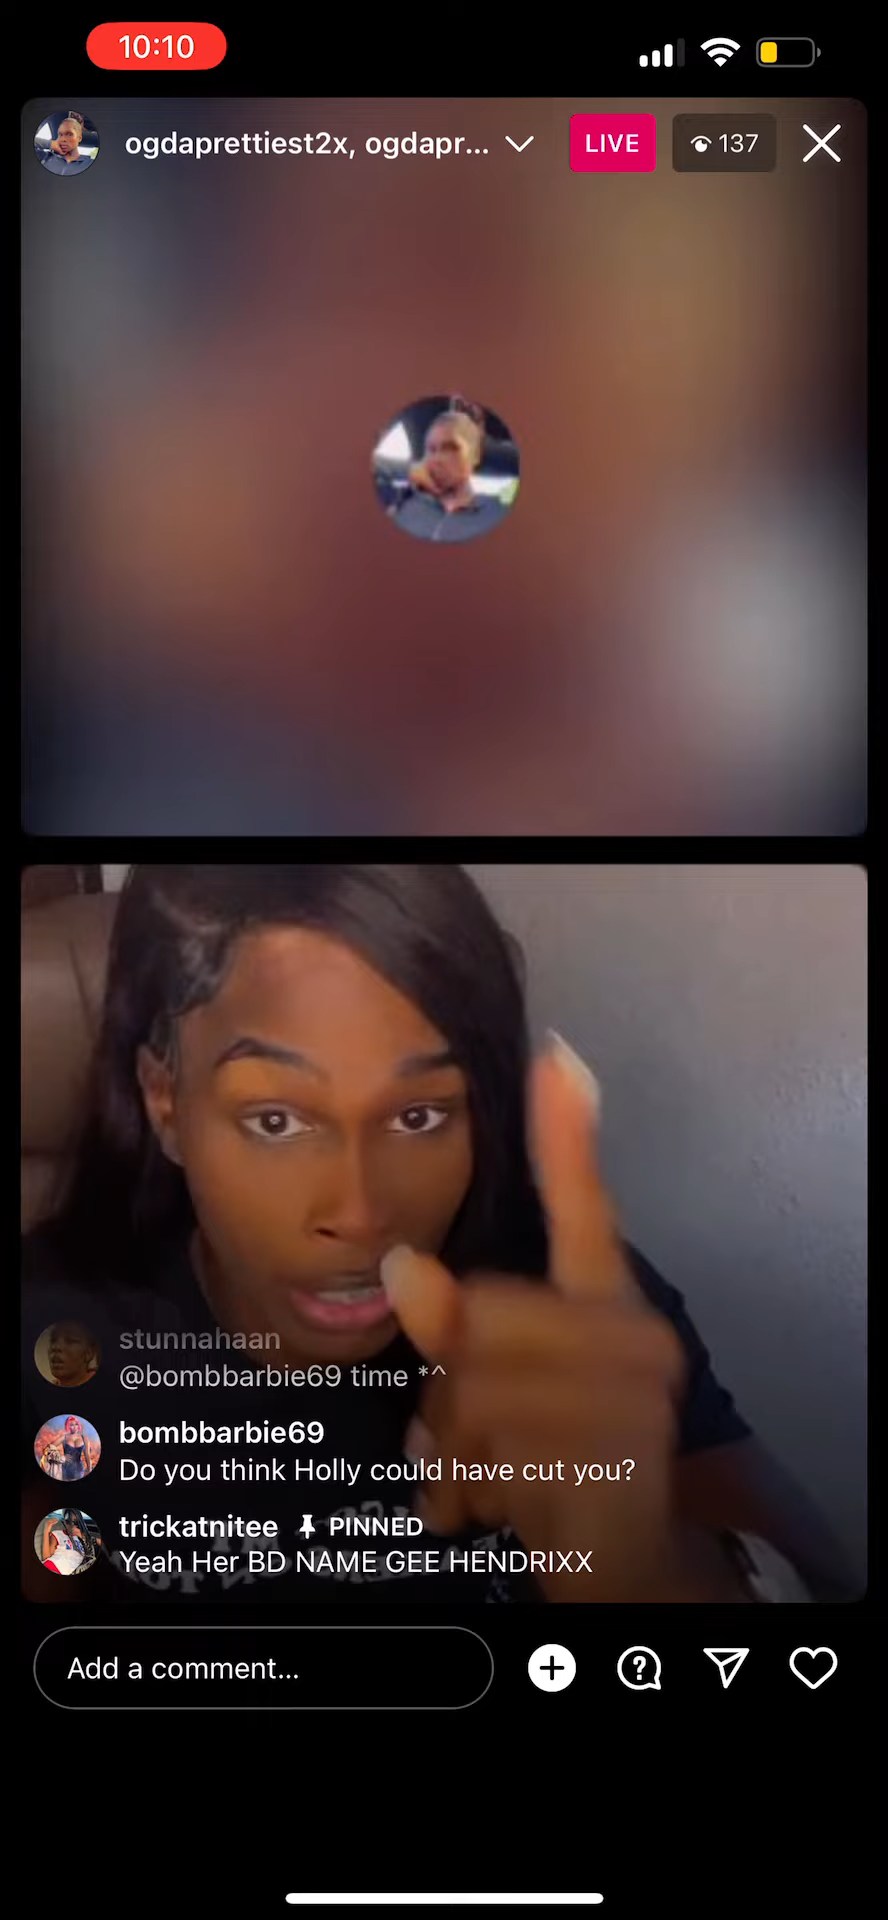 10:10
ogdaprettiest2x, ogdapr...
LIVE
137
stunnahaan
@bombbarbie69 time *^
bombbarbie69
Do you think Holly could have cut you?
trickatnitee PINNED
Yeah Her BD NAME GEE HENDRIXX
Add a comment...